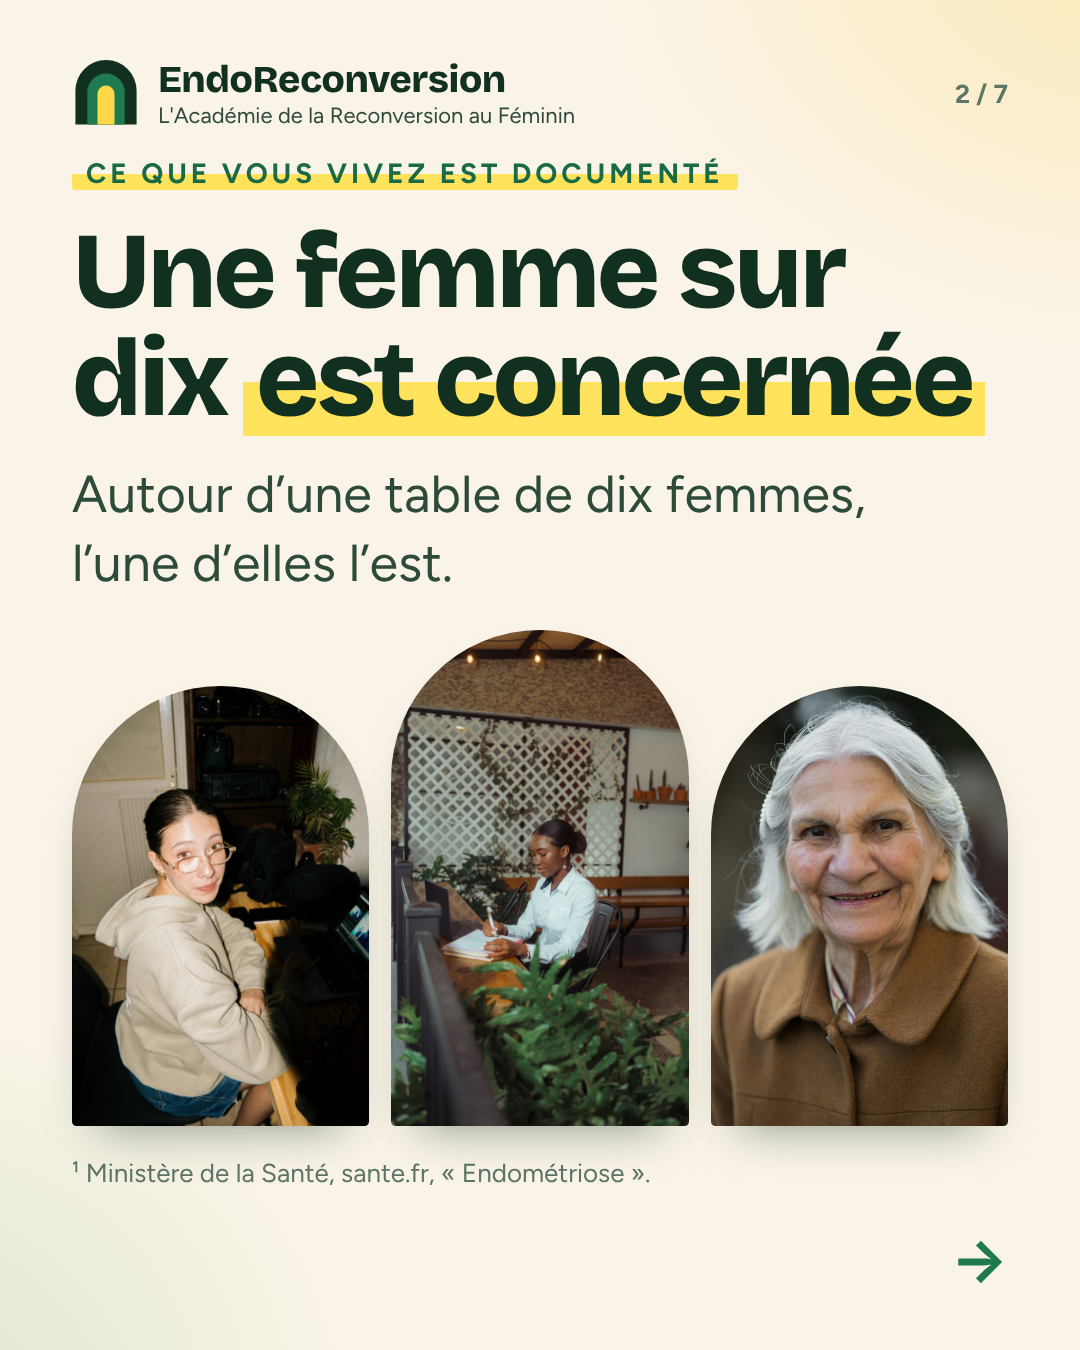 EndoReconversion
L'Académie de la Reconversion au Féminin
2 / 7
CE QUE VOUS VIVEZ EST DOCUMENTÉ
Une femme sur
dix est concernée
Autour d’une table de dix femmes,
l’une d’elles l’est.
¹ Ministère de la Santé, sante.fr, « Endométriose ».